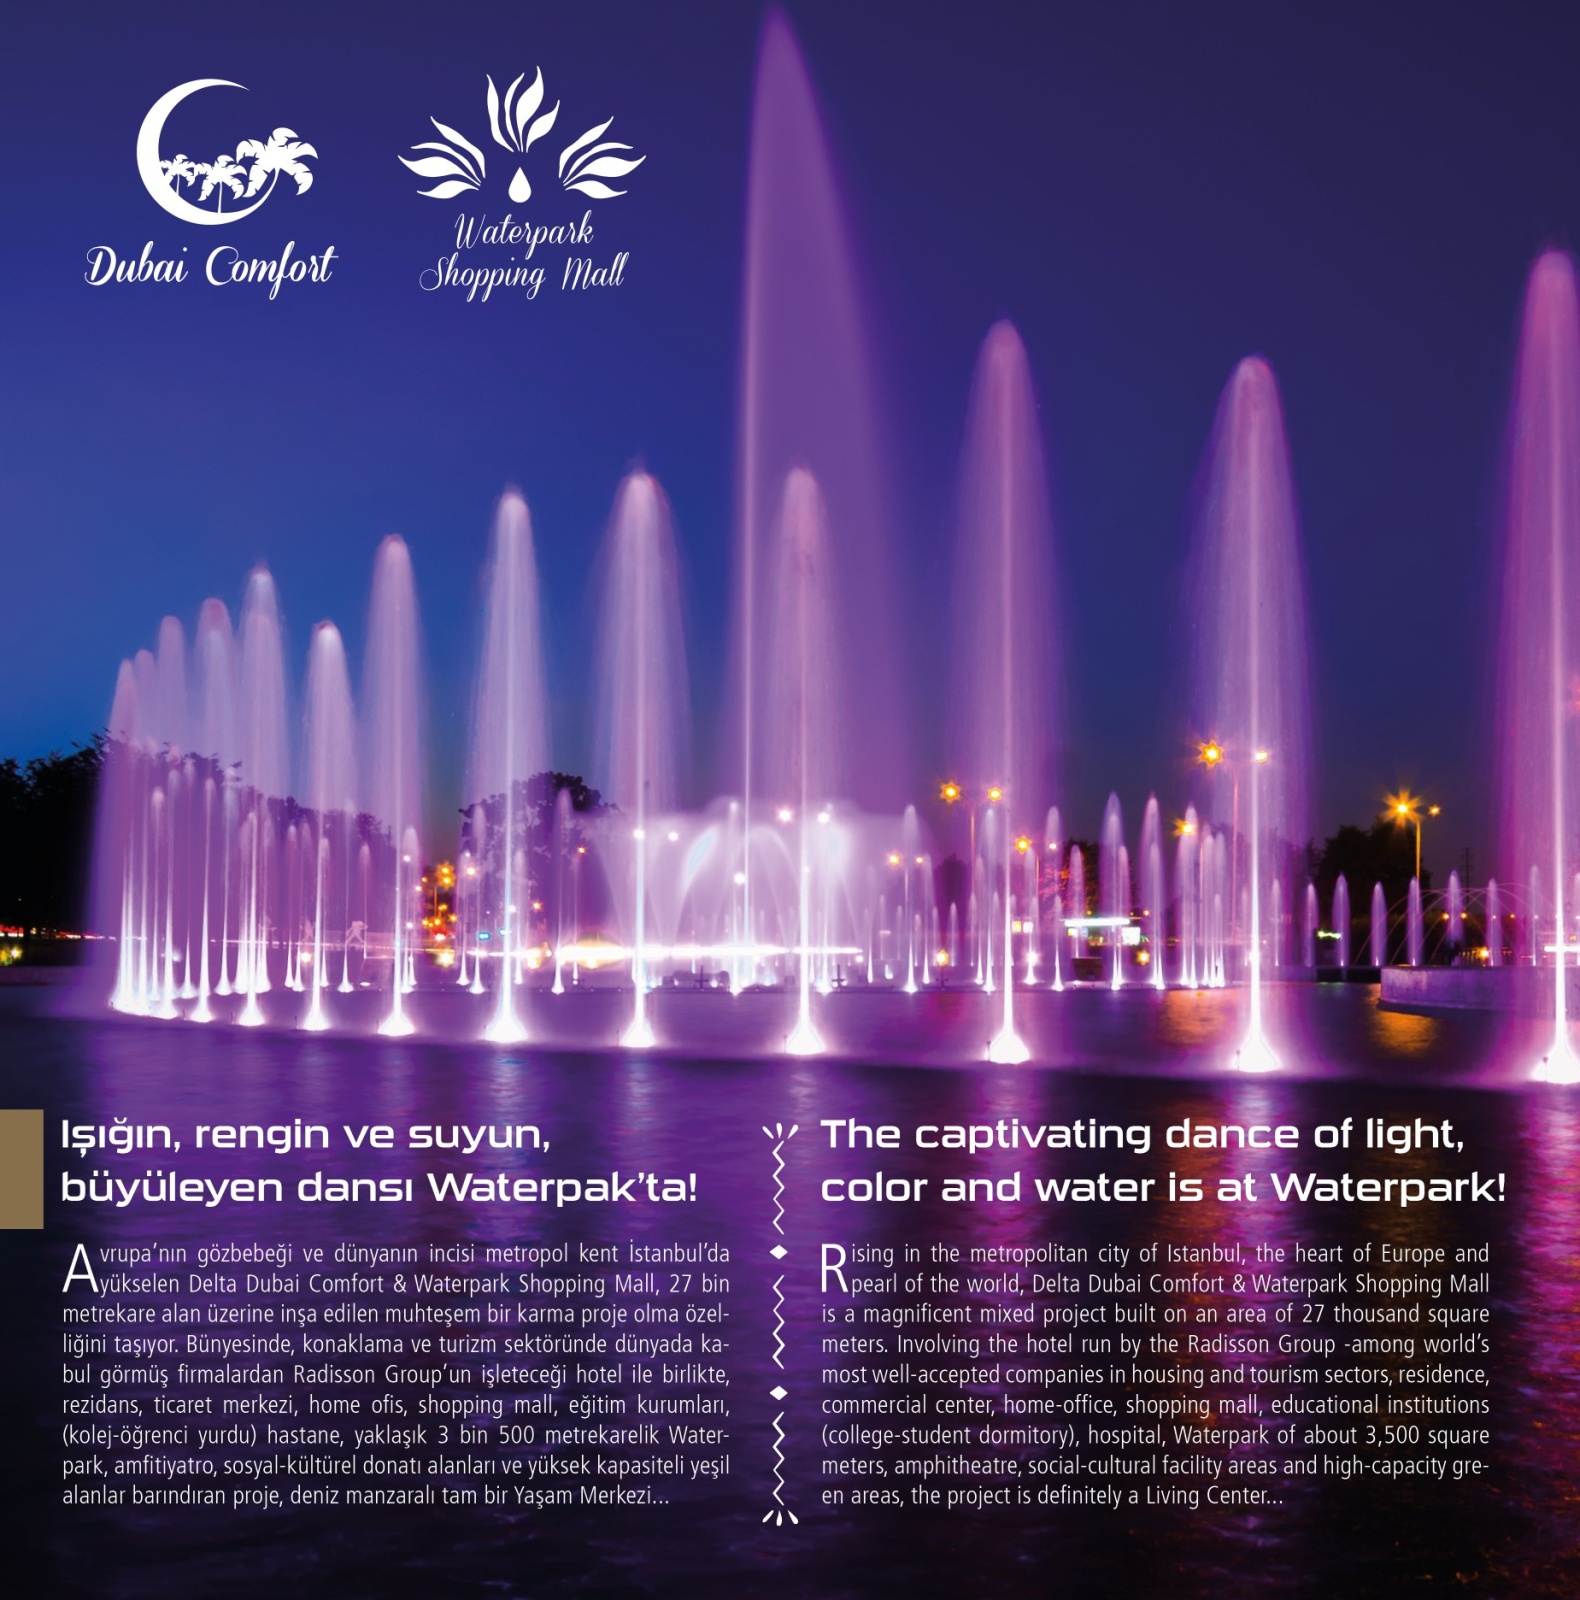 Dubai Comfort
Waterpark
Shopping Mall
Işığın, rengin ve suyun,
büyüleyen dansı Waterpak'ta!
Avrupa'nın gözbebeği ve dünyanın incisi metropol kent İstanbul'da
yükselen Delta Dubai Comfort & Waterpark Shopping Mall, 27 bin
metrekare alan üzerine inşa edilen muhteşem bir karma proje olma özel-
liğini taşıyor. Bünyesinde, konaklama ve turizm sektöründe dünyada ka-
bul görmüş firmalardan Radisson Group'un işleteceği hotel ile birlikte,
rezidans, ticaret merkezi, home ofis, shopping mall, eğitim kurumları,
(kolej-öğrenci yurdu) hastane, yaklaşık 3 bin 500 metrekarelik Water-
park, amfitiyatro, sosyal-kültürel donatı alanları ve yüksek kapasiteli yeşil
alanlar barındıran proje, deniz manzaralı tam bir Yaşam Merkezi...
The captivating dance of light,
color and water is at Waterpark!
Rising in the metropolitan city of Istanbul, the heart of Europe and
pearl of the world, Delta Dubai Comfort & Waterpark Shopping Mall
is a magnificent mixed project built on an area of 27 thousand square
meters. Involving the hotel run by the Radisson Group -among world's
most well-accepted companies in housing and tourism sectors, residence,
commercial center, home-office, shopping mall, educational institutions
(college-student dormitory), hospital, Waterpark of about 3,500 square
meters, amphitheatre, social-cultural facility areas and high-capacity gre-
en areas, the project is definitely a Living Center...